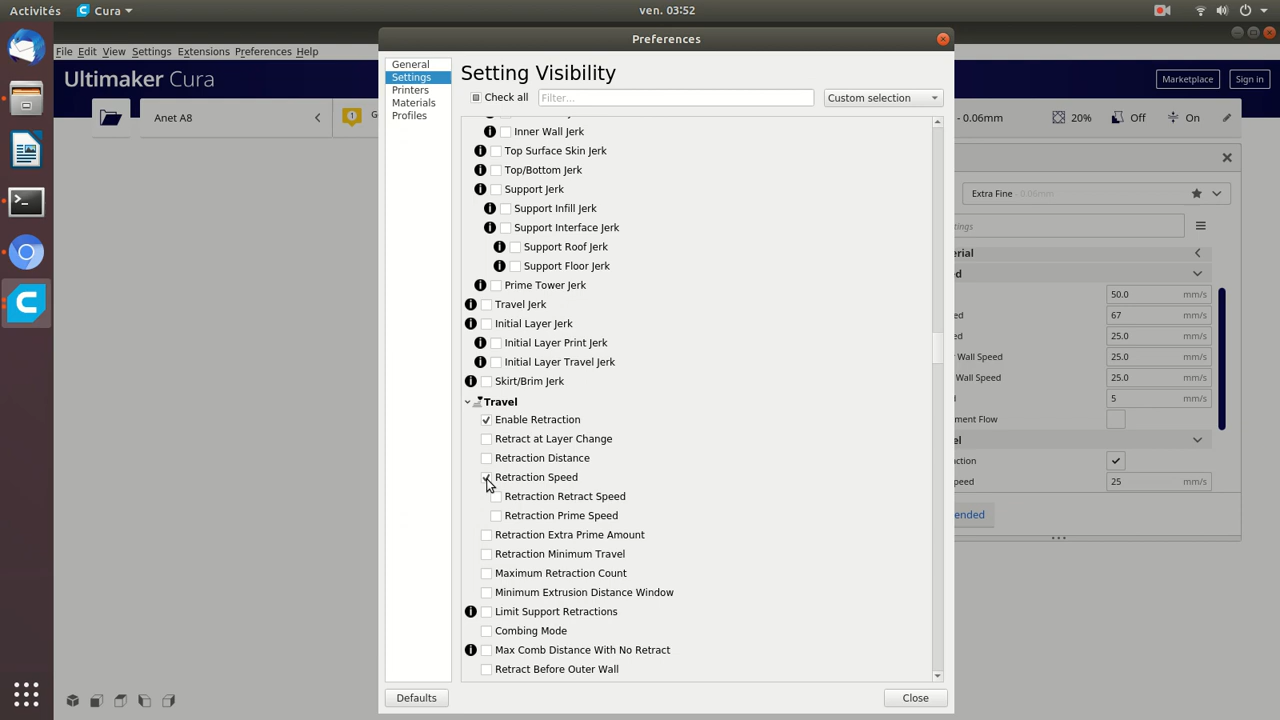 Activités
Cura
ven. 03:52
Preferences
File Edit View Settings Extensions Preferences Help
Ultimaker Cura
Marketplace
Sign in
Anet A8
- 0.06mm
20%
Off
On
Extra Fine - 0.06mm
50.0 mm/s
67 mm/s
25.0 mm/s
Wall Speed 25.0 mm/s
Wall Speed 25.0 mm/s
5 mm/s
25 mm/s
General
Settings
Printers
Materials
Profiles
Setting Visibility
Check all
Filter...
Custom selection
Inner Wall Jerk
Top Surface Skin Jerk
Top/Bottom Jerk
Support Jerk
Support Infill Jerk
Support Interface Jerk
Support Roof Jerk
Support Floor Jerk
Prime Tower Jerk
Travel Jerk
Initial Layer Jerk
Initial Layer Print Jerk
Initial Layer Travel Jerk
Skirt/Brim Jerk
Travel
Enable Retraction
Retract at Layer Change
Retraction Distance
Retraction Speed
Retraction Retract Speed
Retraction Prime Speed
Retraction Extra Prime Amount
Retraction Minimum Travel
Maximum Retraction Count
Minimum Extrusion Distance Window
Limit Support Retractions
Combing Mode
Max Comb Distance With No Retract
Retract Before Outer Wall
Defaults
Close